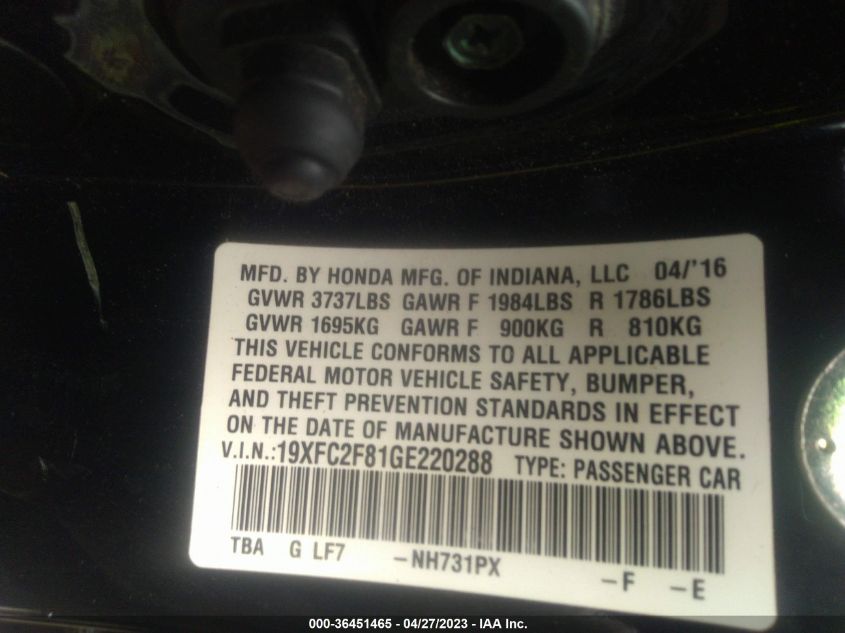 MFD. BY HONDA MFG. OF INDIANA, LLC 04/'16
GVWR 3737LBS GAWR F 1984LBS R 1786LBS
GVWR 1695KG GAWR F 900KG R 810KG
THIS VEHICLE CONFORMS TO ALL APPLICABLE
FEDERAL MOTOR VEHICLE SAFETY, BUMPER,
AND THEFT PREVENTION STANDARDS IN EFFECT
ON THE DATE OF MANUFACTURE SHOWN ABOVE.
V.I.N.:19XFC2F81GE220288 TYPE: PASSENGER CAR
TBA G LF7 -NH731PX -F -E
000-36451465 - 04/27/2023 - IAA Inc.